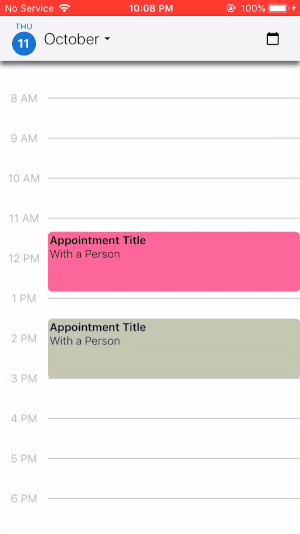 No Service 10:08 PM 100%
THU
11 October
8 AM
9 AM
10 AM
11 AM
Appointment Title
With a Person
12 PM
1 PM
Appointment Title
With a Person
2 PM
3 PM
4 PM
5 PM
6 PM